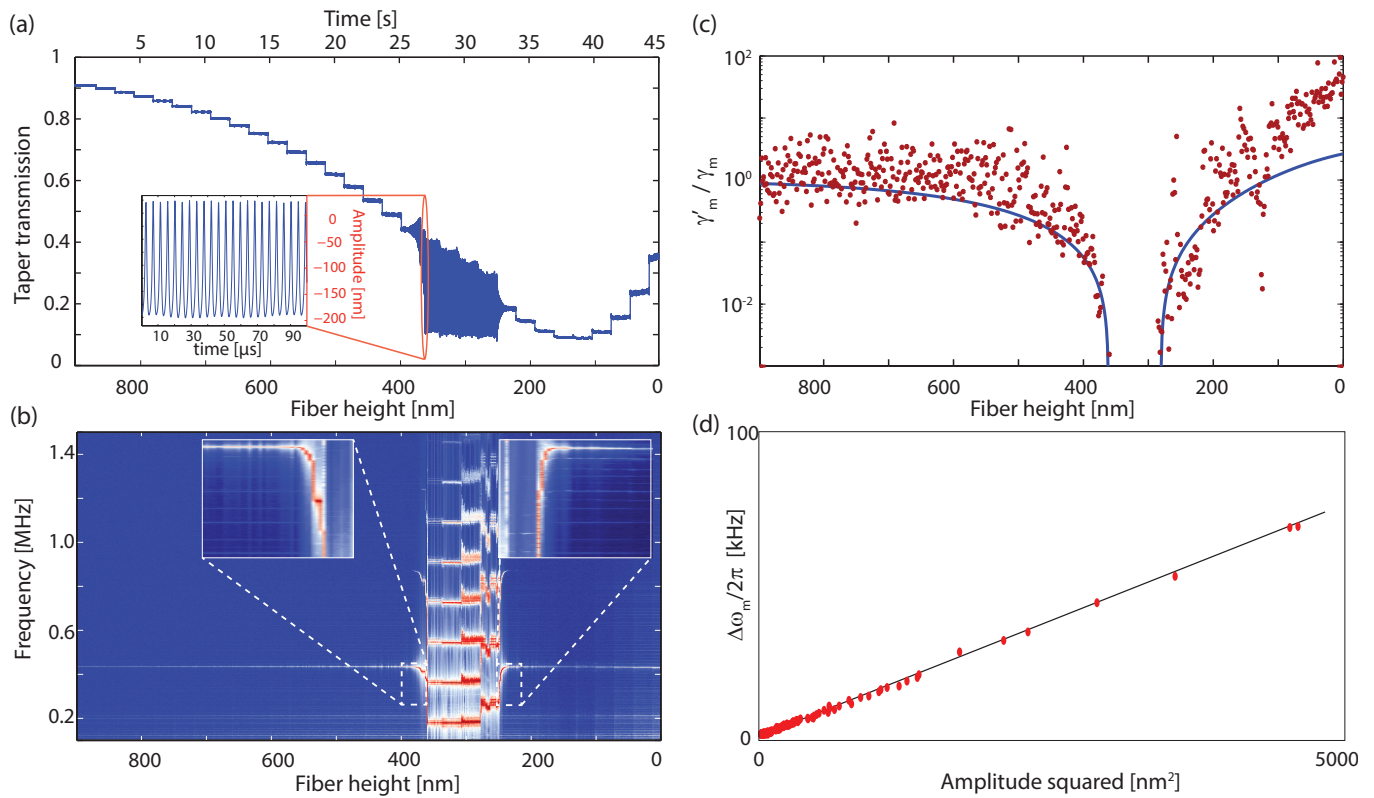 (a)
Time [s]
5 10 15 20 25 30 35 40 45
Taper transmission
1
0.8
0.6
0.4
0.2
0
0
−50
−100
−150
−200
Amplitude [nm]
10 30 50 70 90
time [µs]
800 600 400 200 0
Fiber height [nm]
(b)
Frequency [MHz]
1.4
1.0
0.6
0.2
800 600 400 200 0
Fiber height [nm]
(c)
γ'm / γm
10²
10⁰
10⁻²
800 600 400 200 0
Fiber height [nm]
(d)
Δωm/2π [kHz]
100
0
0 5000
Amplitude squared [nm²]